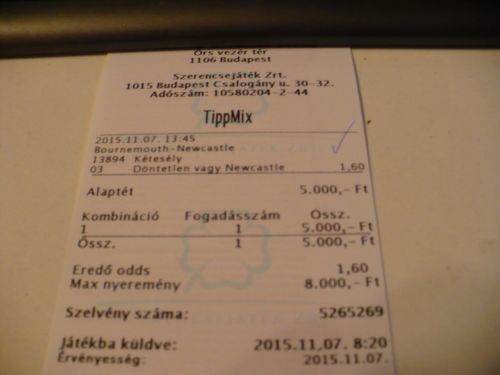 Örs vezér tér
1106 Budapest
Szerencsejáték Zrt.
1015 Budapest Csalogány u. 30-32.
Adószám: 10580204-2-44
TippMix
2015.11.07. 13:45
Bournemouth-Newcastle
13894 Kétesély
03 Döntetlen vagy Newcastle 1,60
Alaptét 5.000,- Ft
Kombináció Fogadásszám Össz.
1 1 5.000,- Ft
Össz. 1 5.000,- Ft
Eredő odds 1,60
Max nyeremény 8.000,- Ft
Szelvény száma: 5265269
Játékba küldve: 2015.11.07. 8:20
Érvényesség: 2015.11.07.